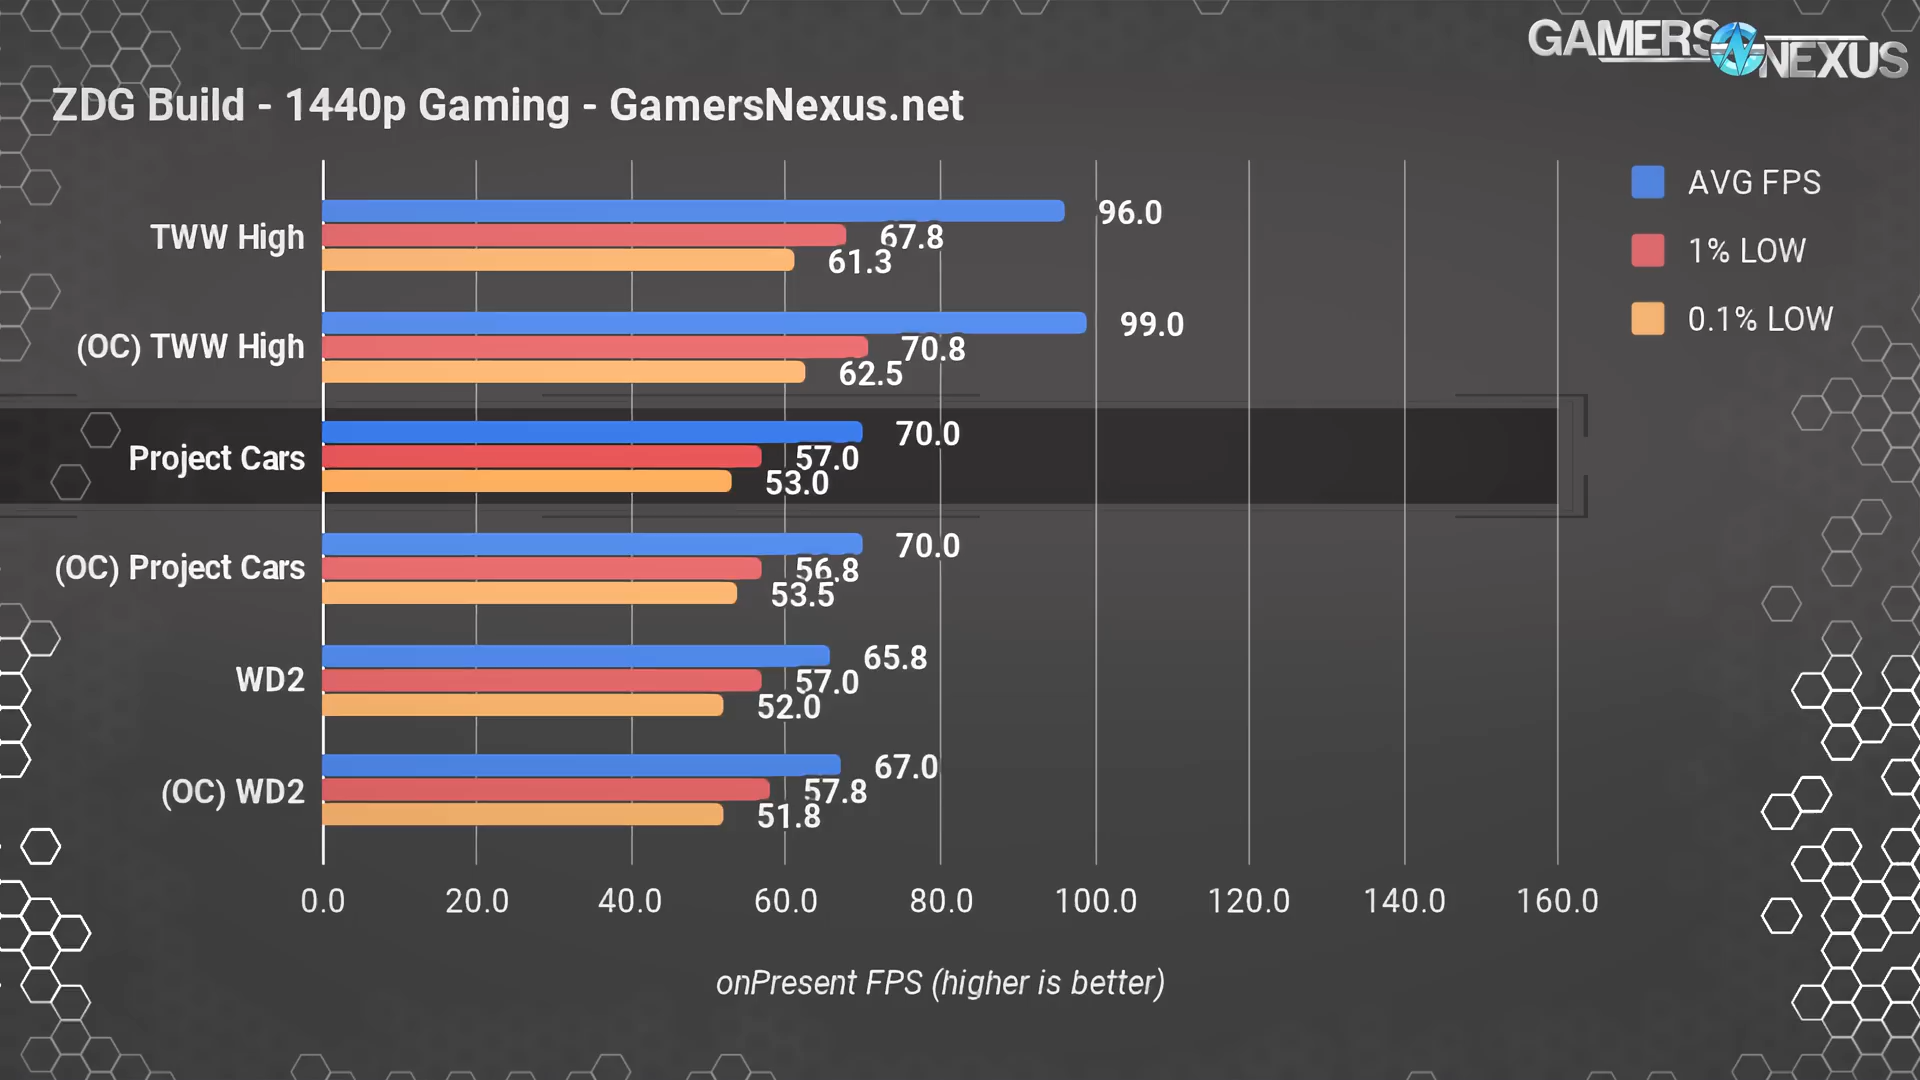 GAMERS NEXUS
ZDG Build - 1440p Gaming - GamersNexus.net
AVG FPS
1% LOW
0.1% LOW
TWW High
96.0
67.8
61.3
(OC) TWW High
99.0
70.8
62.5
Project Cars
70.0
57.0
53.0
(OC) Project Cars
70.0
56.8
53.5
WD2
65.8
57.0
52.0
(OC) WD2
67.0
57.8
51.8
0.0 20.0 40.0 60.0 80.0 100.0 120.0 140.0 160.0
onPresent FPS (higher is better)